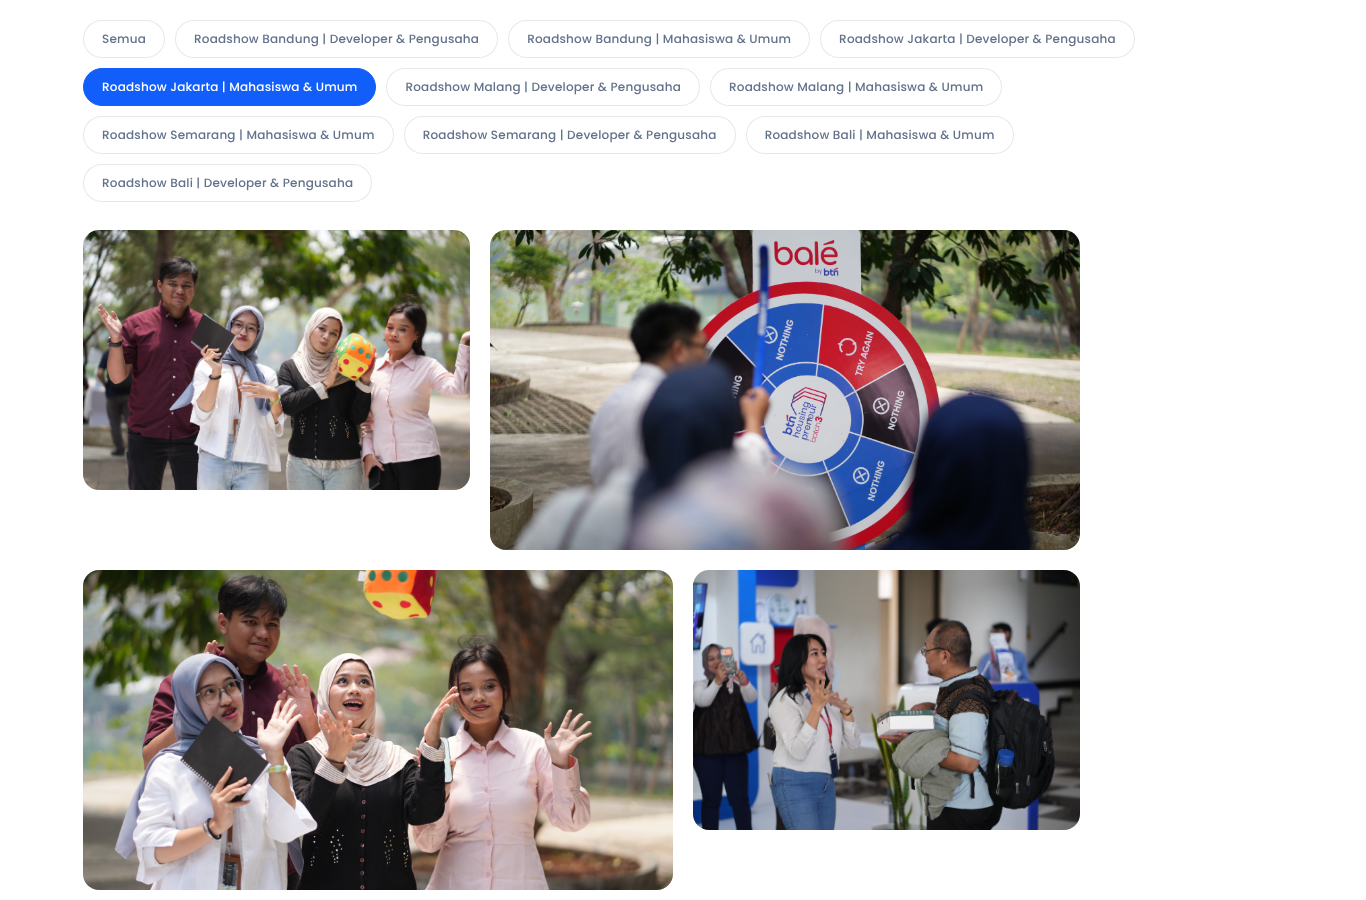 Semua
Roadshow Bandung | Developer & Pengusaha
Roadshow Bandung | Mahasiswa & Umum
Roadshow Jakarta | Developer & Pengusaha
Roadshow Jakarta | Mahasiswa & Umum
Roadshow Malang | Developer & Pengusaha
Roadshow Malang | Mahasiswa & Umum
Roadshow Semarang | Mahasiswa & Umum
Roadshow Semarang | Developer & Pengusaha
Roadshow Bali | Mahasiswa & Umum
Roadshow Bali | Developer & Pengusaha
balé
by btn
NOTHING
TRY AGAIN
NOTHING
NOTHING
btn
housing
preneur
batch3